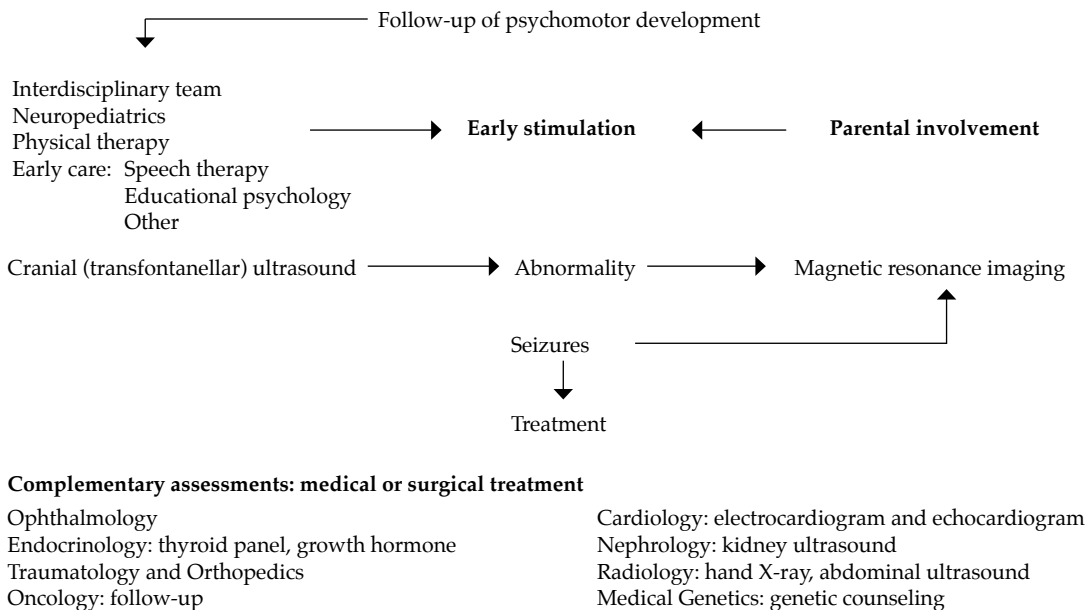 Follow-up of psychomotor development
Interdisciplinary team
Neuropediatrics
Physical therapy
Early care: Speech therapy
Educational psychology
Other
Early stimulation
Parental involvement
Cranial (transfontanellar) ultrasound
Abnormality
Magnetic resonance imaging
Seizures
Treatment
Complementary assessments: medical or surgical treatment
Ophthalmology
Endocrinology: thyroid panel, growth hormone
Traumatology and Orthopedics
Oncology: follow-up
Cardiology: electrocardiogram and echocardiogram
Nephrology: kidney ultrasound
Radiology: hand X-ray, abdominal ultrasound
Medical Genetics: genetic counseling